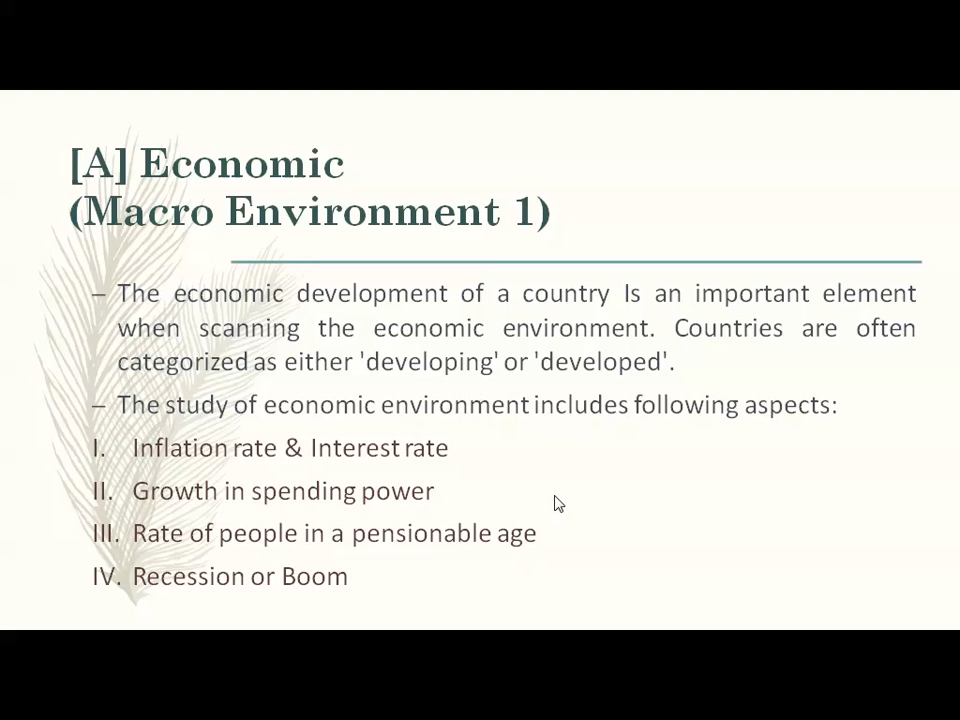 [A] Economic
(Macro Environment 1)
– The economic development of a country Is an important element
when scanning the economic environment. Countries are often
categorized as either 'developing' or 'developed'.
– The study of economic environment includes following aspects:
I. Inflation rate & Interest rate
II. Growth in spending power
III. Rate of people in a pensionable age
IV. Recession or Boom